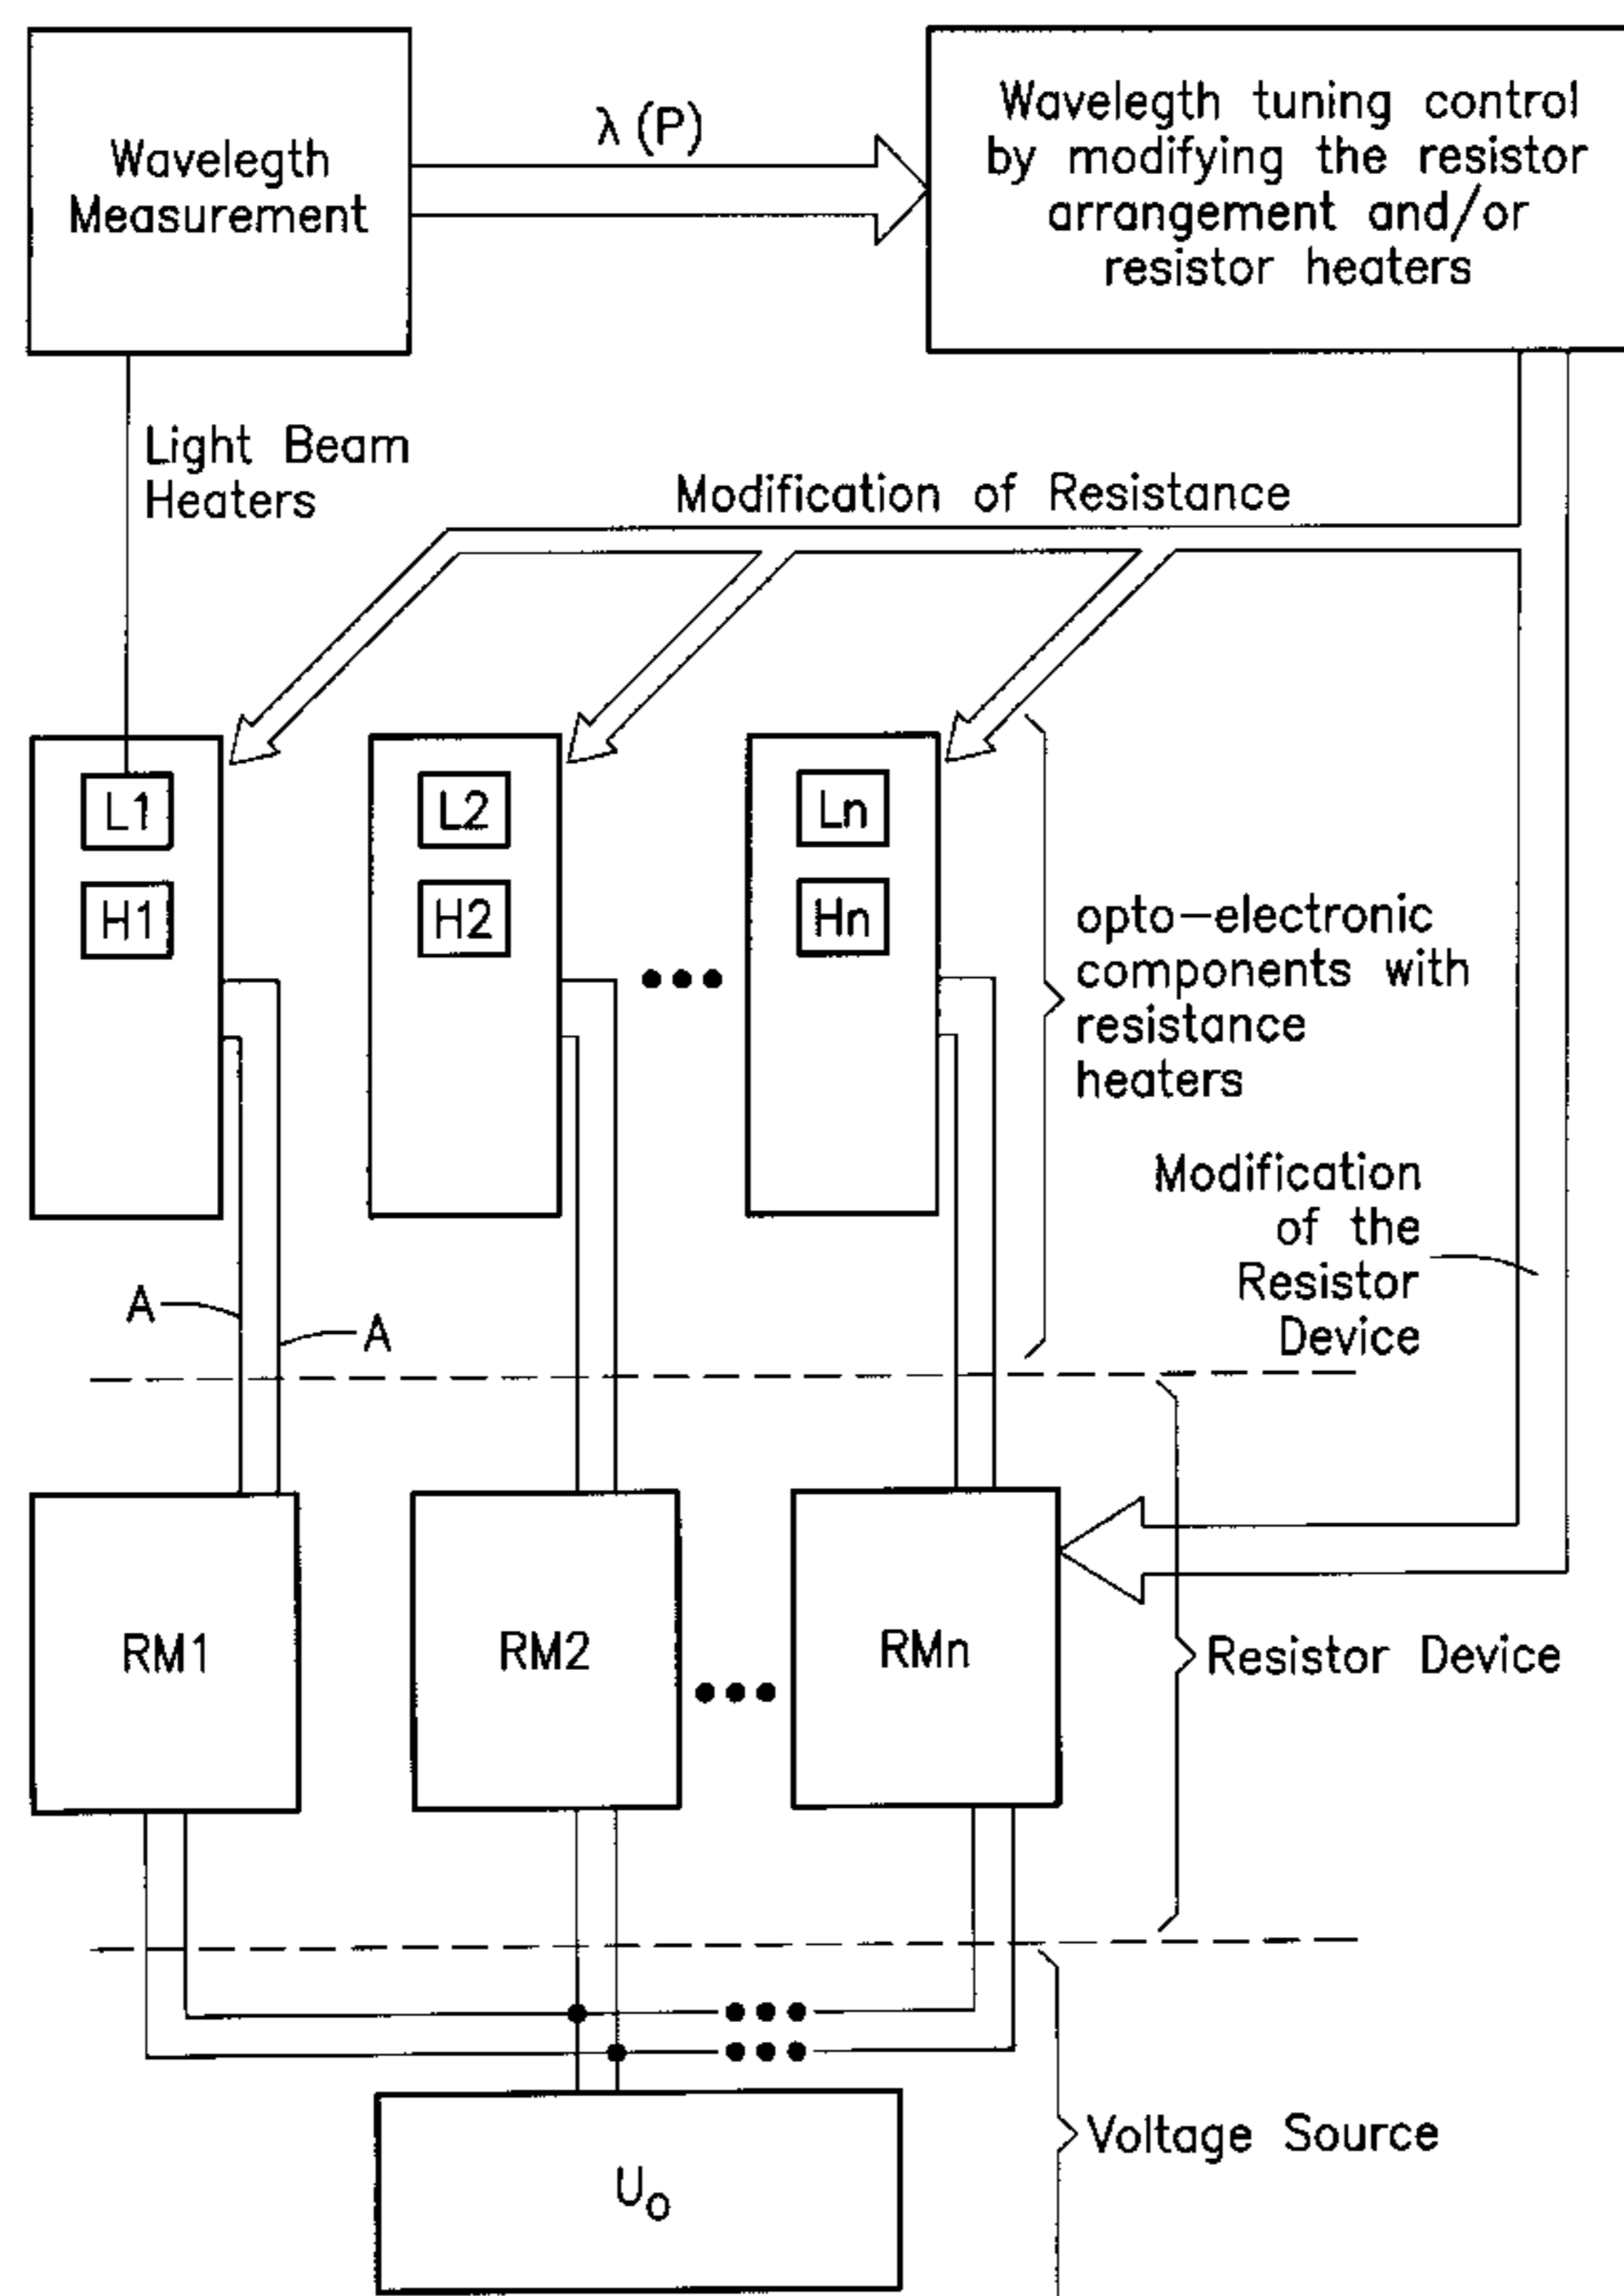 Wavelegth
Measurement
λ (P)
Wavelegth tuning control
by modifying the resistor
arrangement and/or
resistor heaters
Light Beam
Heaters
Modification of Resistance
L1
L2
Ln
H1
H2
Hn
opto-electronic
components with
resistance
heaters
Modification
of the
Resistor
Device
A
A
RM1
RM2
RMn
Resistor Device
Voltage Source
Uo